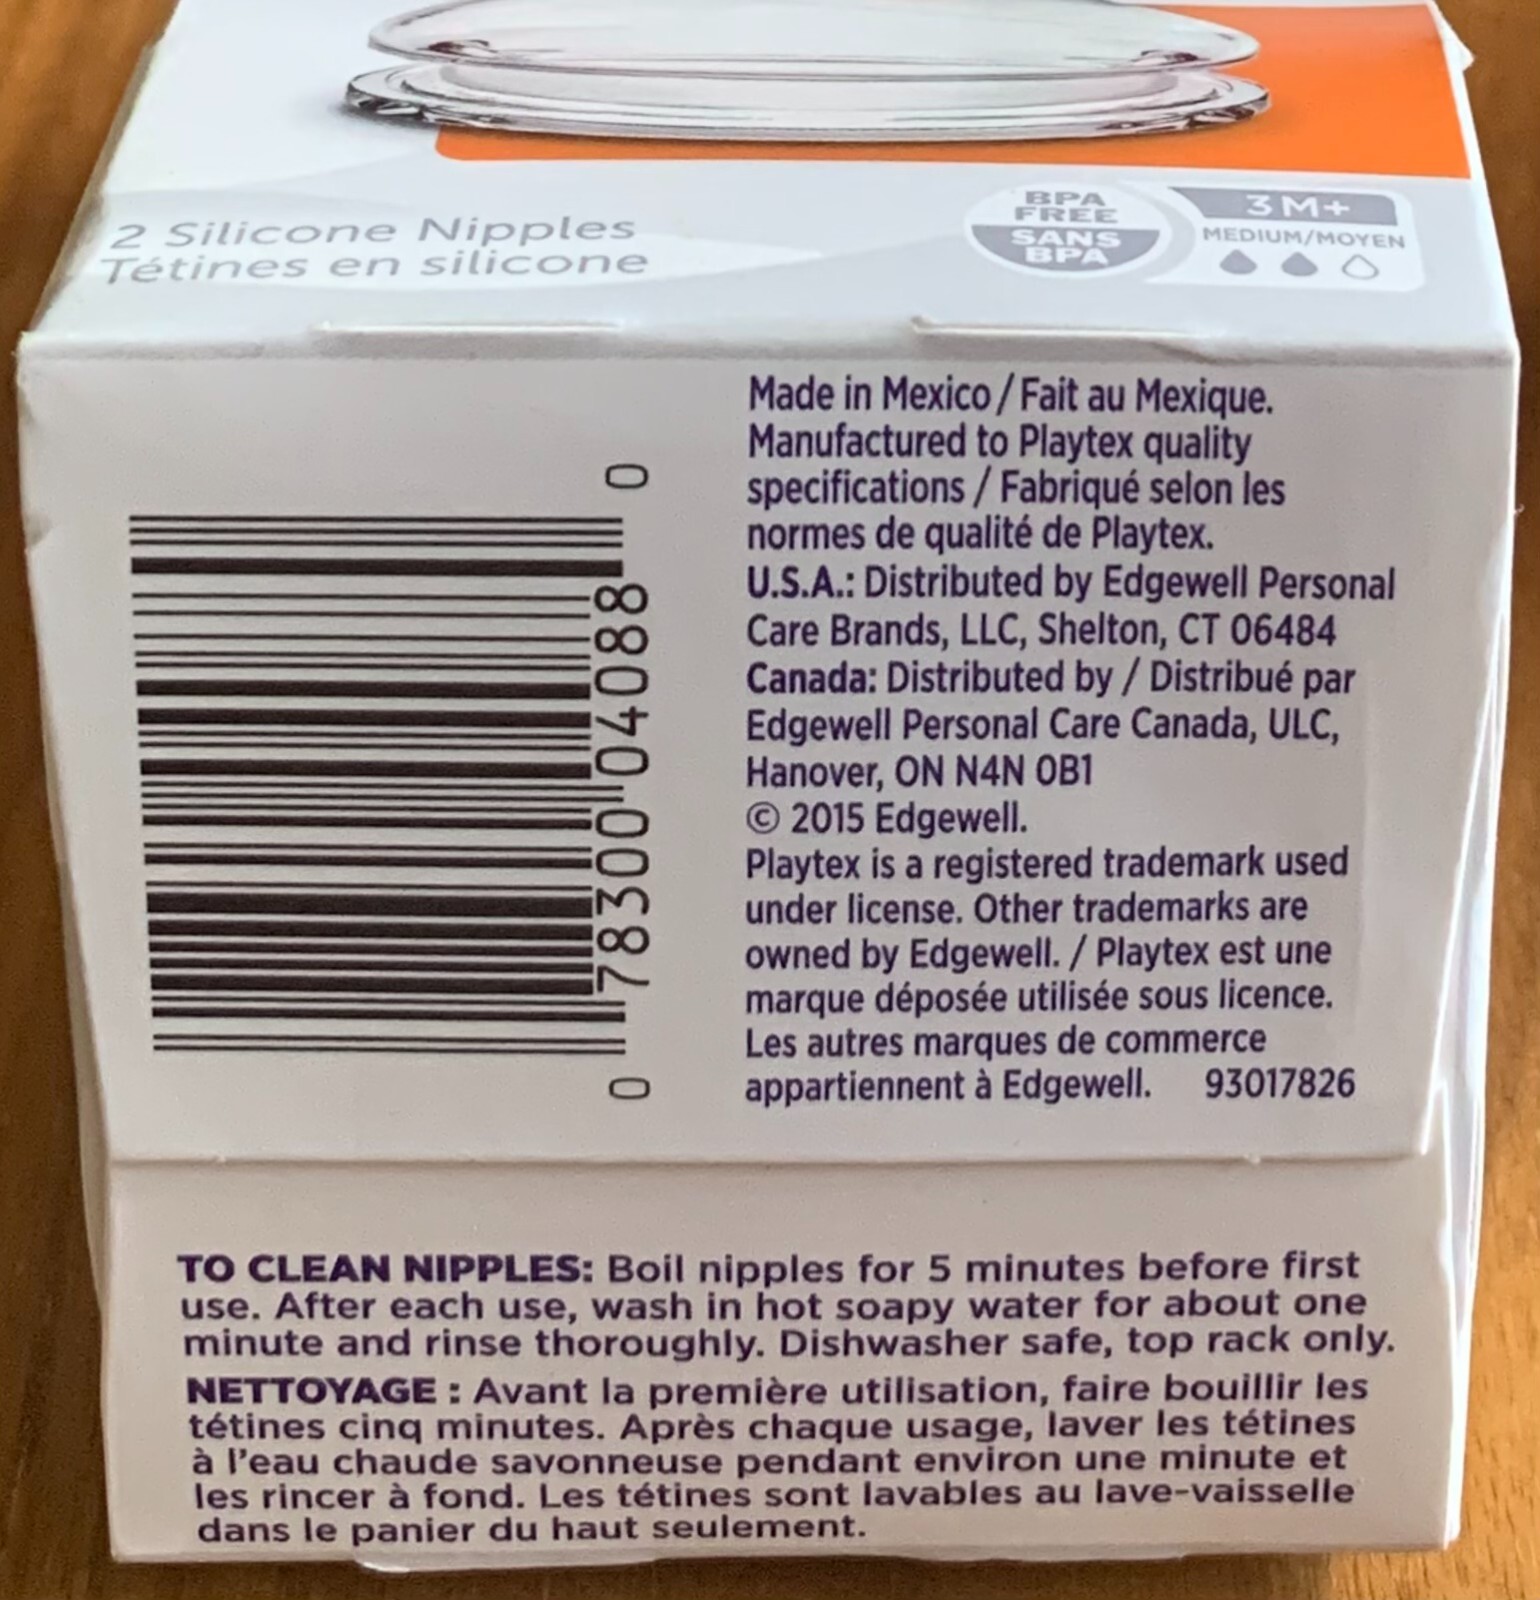 2 Silicone Nipples
Tétines en silicone
BPA
FREE
SANS
BPA
3M+
MEDIUM/MOYEN
0 78300 04088 0
Made in Mexico / Fait au Mexique.
Manufactured to Playtex quality
specifications / Fabriqué selon les
normes de qualité de Playtex.
U.S.A.: Distributed by Edgewell Personal
Care Brands, LLC, Shelton, CT 06484
Canada: Distributed by / Distribué par
Edgewell Personal Care Canada, ULC,
Hanover, ON N4N 0B1
© 2015 Edgewell.
Playtex is a registered trademark used
under license. Other trademarks are
owned by Edgewell. / Playtex est une
marque déposée utilisée sous licence.
Les autres marques de commerce
appartiennent à Edgewell. 93017826
TO CLEAN NIPPLES: Boil nipples for 5 minutes before first
use. After each use, wash in hot soapy water for about one
minute and rinse thoroughly. Dishwasher safe, top rack only.
NETTOYAGE : Avant la première utilisation, faire bouillir les
tétines cinq minutes. Après chaque usage, laver les tétines
à l'eau chaude savonneuse pendant environ une minute et
les rincer à fond. Les tétines sont lavables au lave-vaisselle
dans le panier du haut seulement.